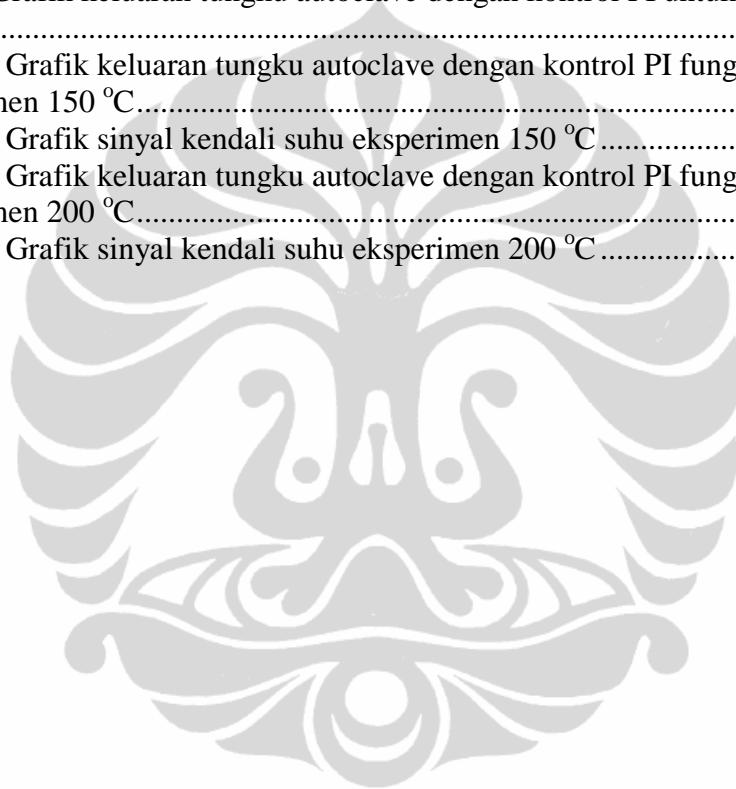 Grafik keluaran tungku autoclave dengan kontrol PI untuk
................................................................................................
Grafik keluaran tungku autoclave dengan kontrol PI fung
men 150 °C................................................................................
Grafik sinyal kendali suhu eksperimen 150 °C..................
Grafik keluaran tungku autoclave dengan kontrol PI fung
men 200 °C................................................................................
Grafik sinyal kendali suhu eksperimen 200 °C..................